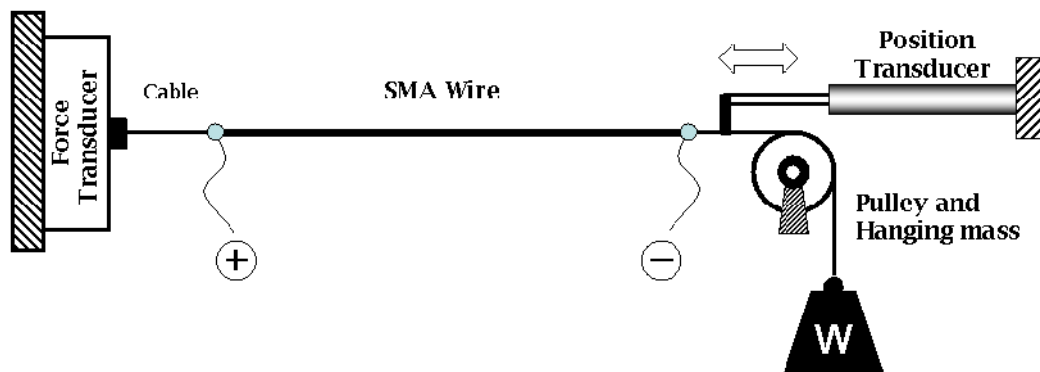 Force
Transducer
Cable
SMA Wire
Position
Transducer
+
−
Pulley and
Hanging mass
W